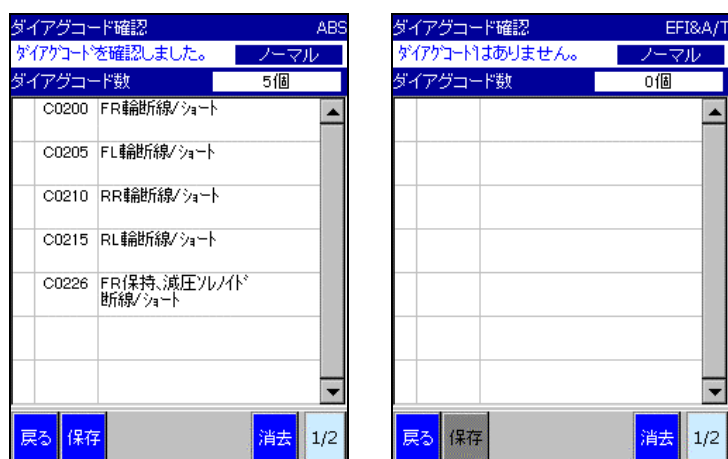 ダイアグコード確認 ABS
ダイアグコードを確認しました。 ノーマル
ダイアグコード数 5個
C0200 FR輪断線/ショート
C0205 FL輪断線/ショート
C0210 RR輪断線/ショート
C0215 RL輪断線/ショート
C0226 FR保持、減圧ソレノイド
断線/ショート
戻る 保存 消去 1/2
ダイアグコード確認 EFI&A/T
ダイアグコードはありません。 ノーマル
ダイアグコード数 0個
戻る 保存 消去 1/2